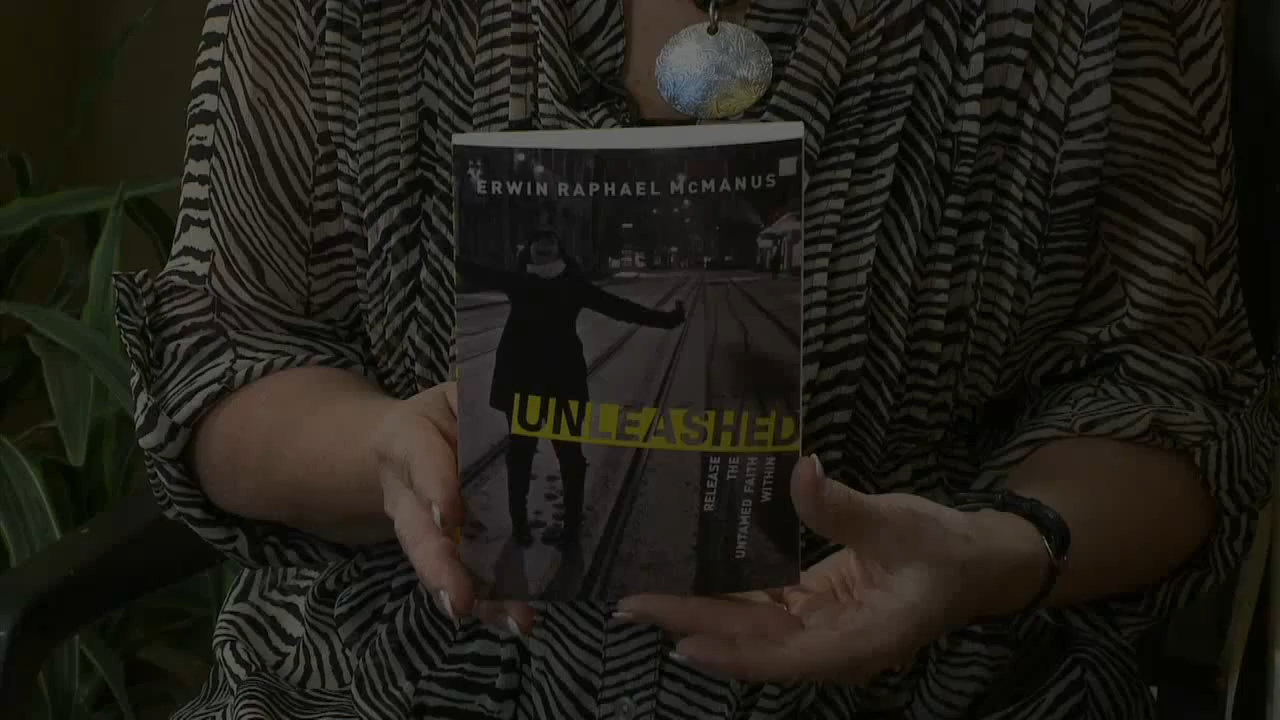 ERWIN RAPHAEL McMANUS
UNLEASHED
RELEASE
THE
UNTAMED FAITH
WITHIN